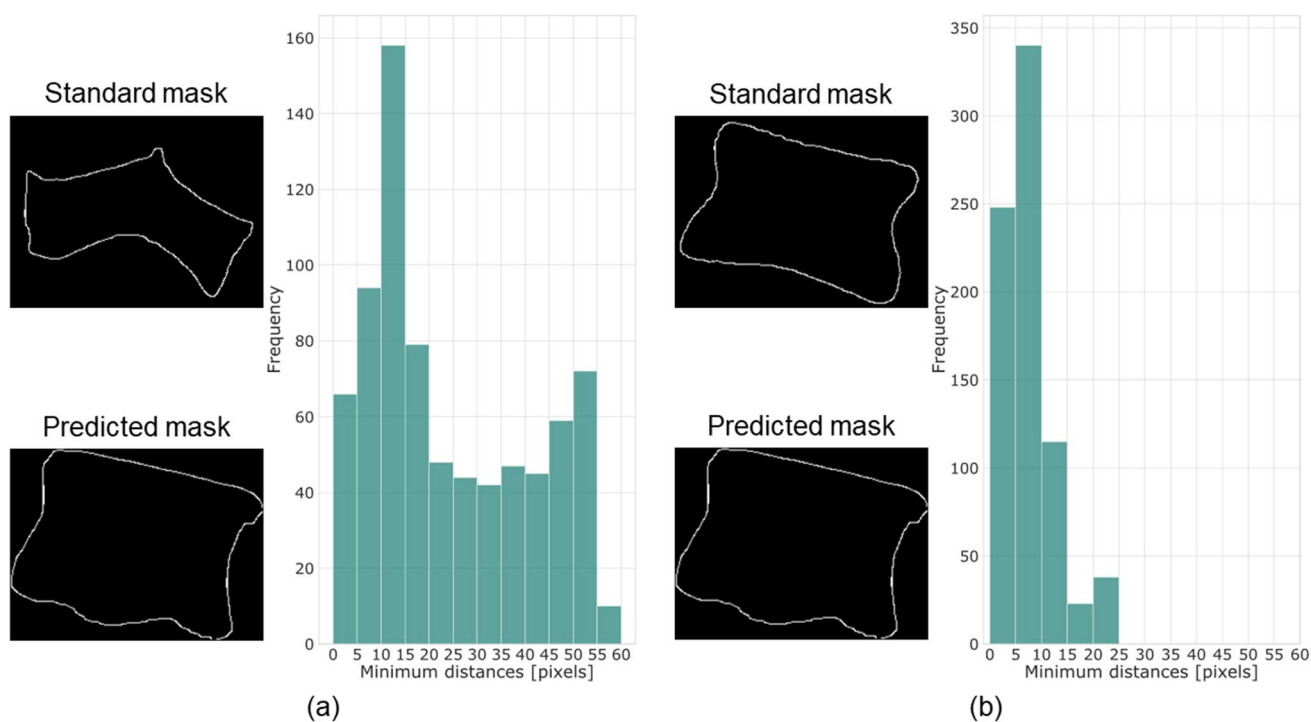 Standard mask
Predicted mask
Frequency
160
140
120
100
80
60
40
20
0
0 5 10 15 20 25 30 35 40 45 50 55 60
Minimum distances [pixels]
(a)
Standard mask
Predicted mask
Frequency
350
300
250
200
150
100
50
0
0 5 10 15 20 25 30 35 40 45 50 55 60
Minimum distances [pixels]
(b)